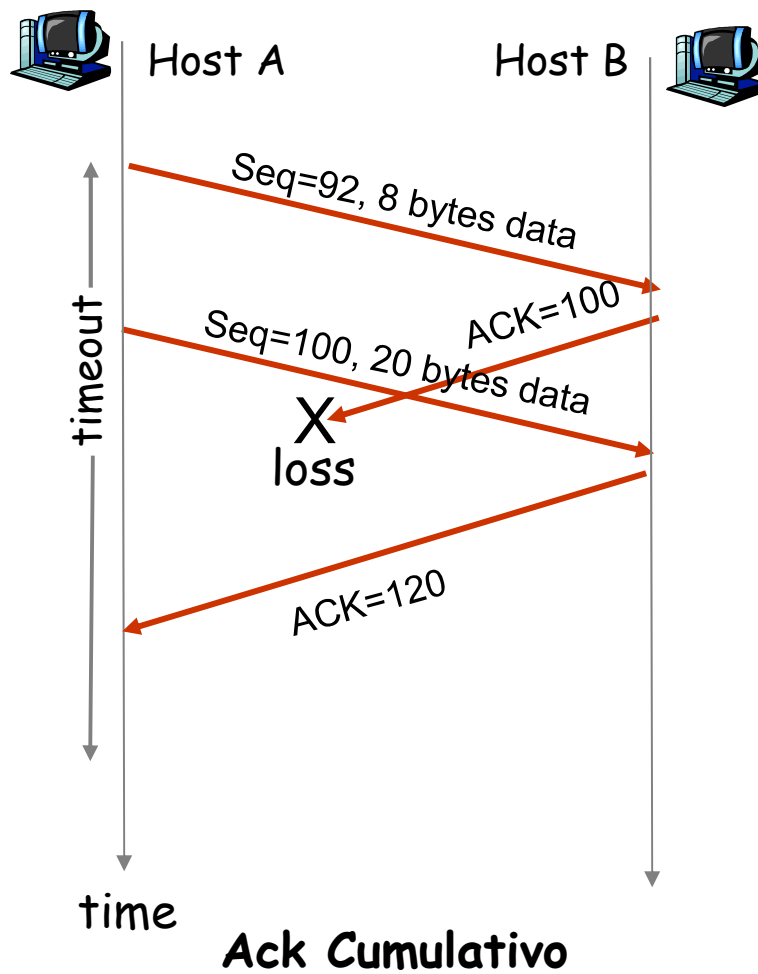 Host A
Host B
Seq=92, 8 bytes data
ACK=100
timeout
Seq=100, 20 bytes data
X
loss
ACK=120
time
Ack Cumulativo